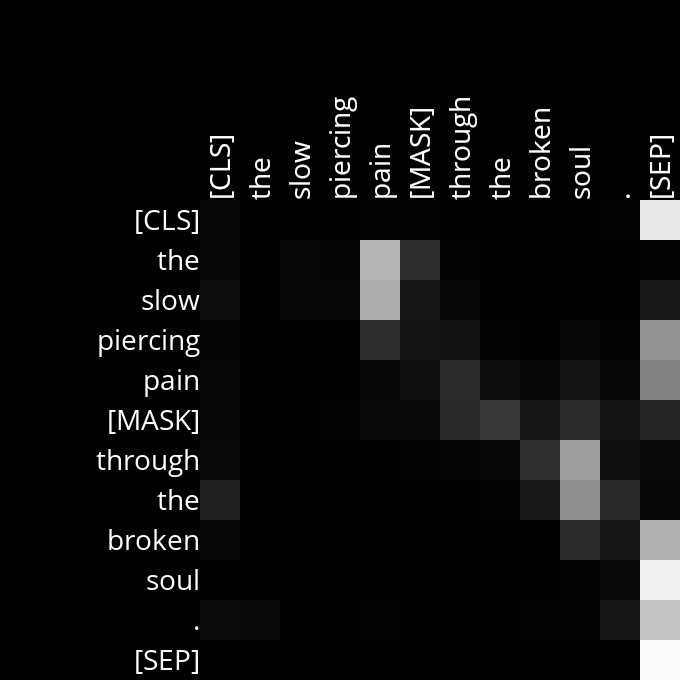 [CLS] the slow piercing pain [MASK] through the broken soul . [SEP]
[CLS]
the
slow
piercing
pain
[MASK]
through
the
broken
soul
.
[SEP]